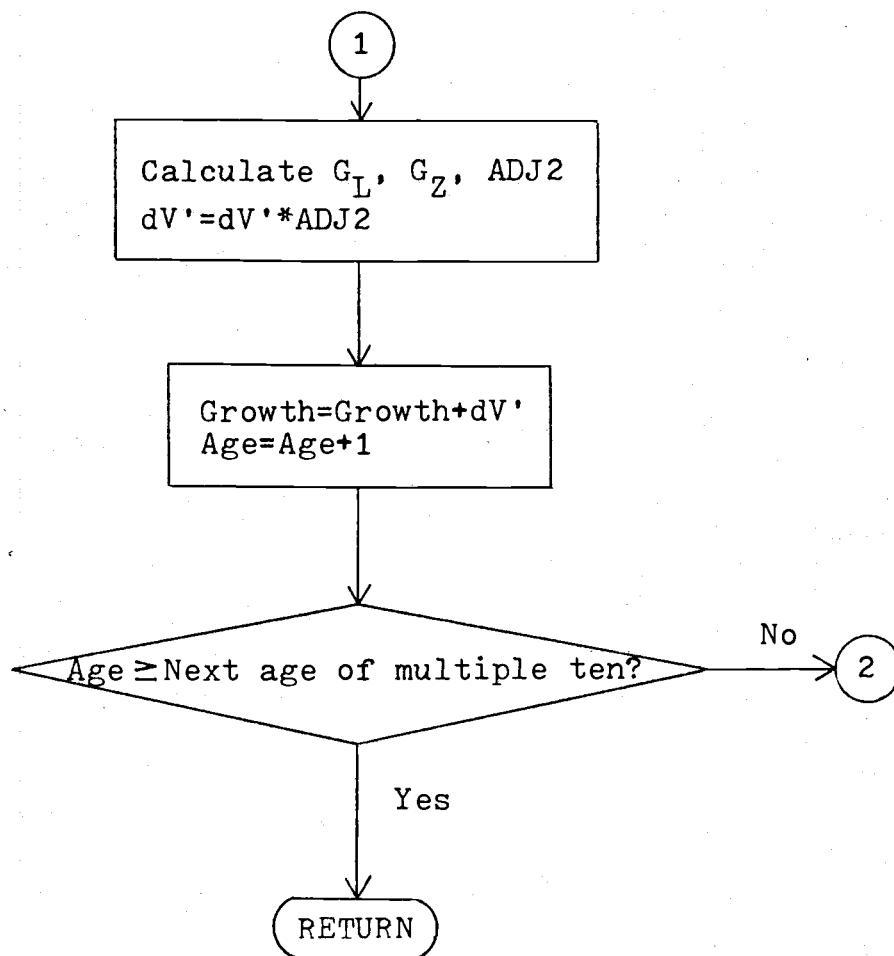 1
Calculate G_L, G_Z, ADJ2
dV'=dV'*ADJ2
Growth=Growth+dV'
Age=Age+1
Age≥Next age of multiple ten?
No
2
Yes
RETURN